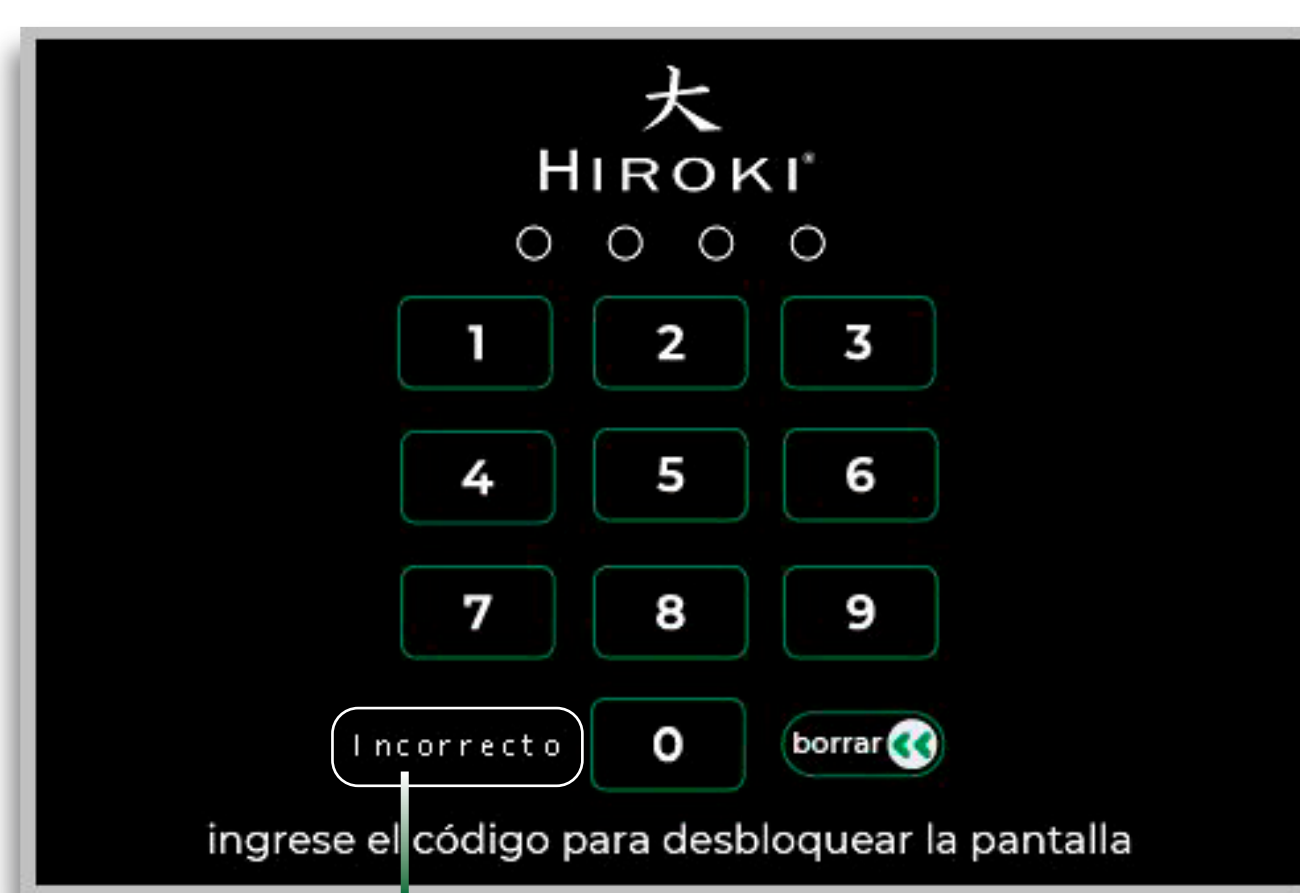 大
HIROKI®
1 2 3
4 5 6
7 8 9
Incorrecto 0 borrar
ingrese el código para desbloquear la pantalla